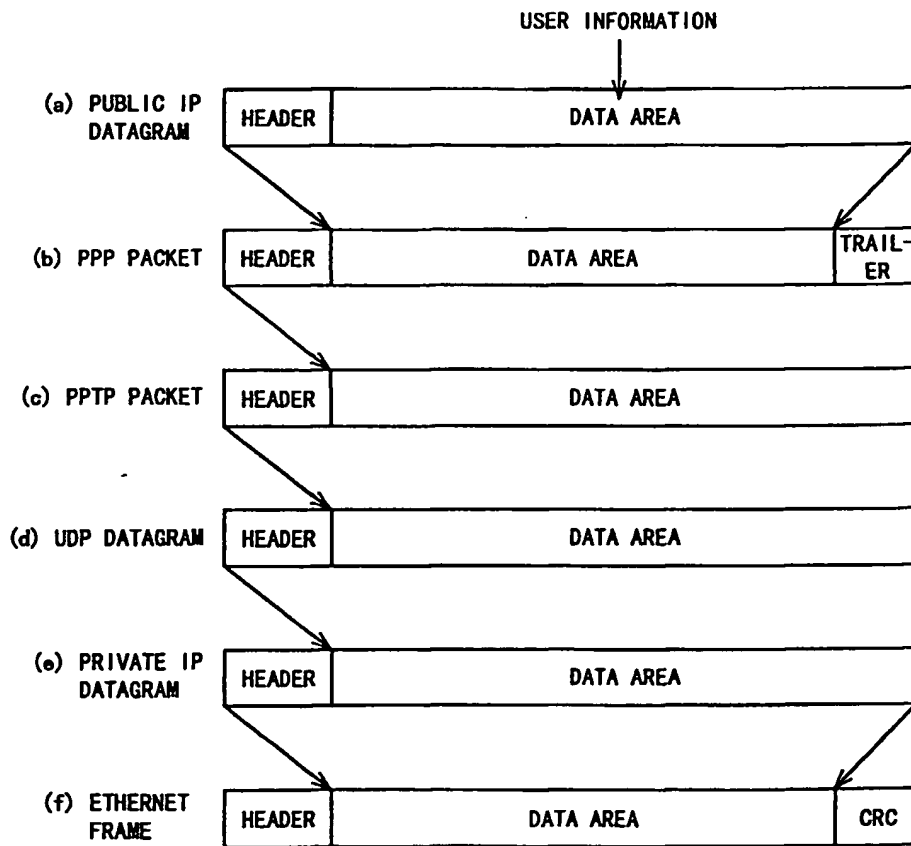 USER INFORMATION
(a) PUBLIC IP
DATAGRAM
HEADER
DATA AREA
(b) PPP PACKET
HEADER
DATA AREA
TRAIL-
ER
(c) PPTP PACKET
HEADER
DATA AREA
(d) UDP DATAGRAM
HEADER
DATA AREA
(e) PRIVATE IP
DATAGRAM
HEADER
DATA AREA
(f) ETHERNET
FRAME
HEADER
DATA AREA
CRC